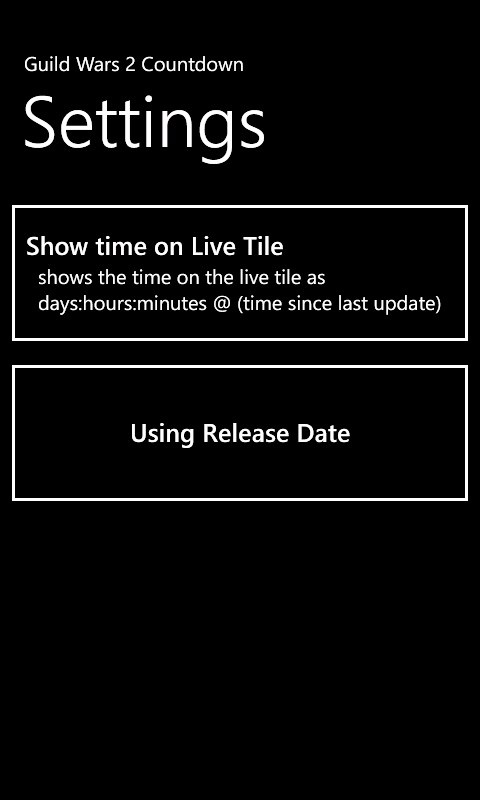 Guild Wars 2 Countdown
Settings
Show time on Live Tile
shows the time on the live tile as
days:hours:minutes @ (time since last update)
Using Release Date